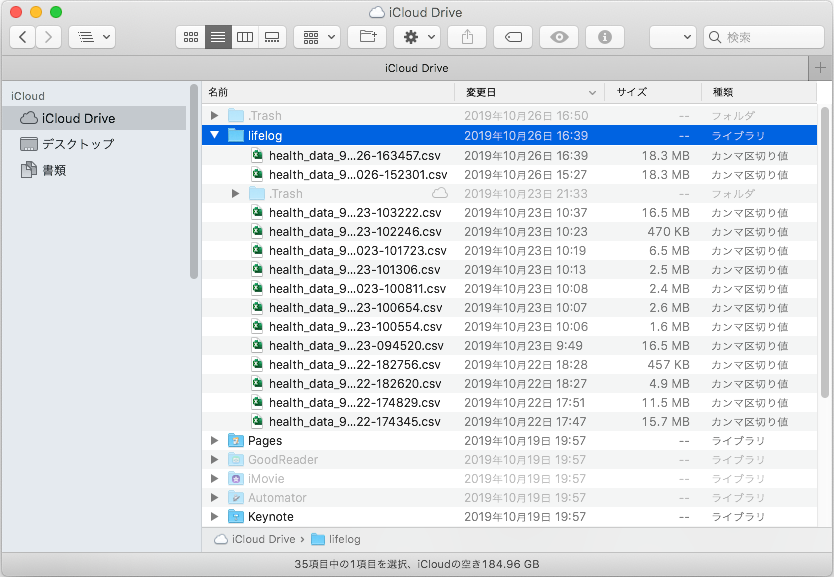 iCloud Drive
検索
iCloud Drive
iCloud
iCloud Drive
デスクトップ
書類
名前 変更日 サイズ 種類
.Trash 2019年10月26日 16:50 -- フォルダ
lifelog 2019年10月26日 16:39 -- ライブラリ
health_data_9...26-163457.csv 2019年10月26日 16:39 18.3 MB カンマ区切り値
health_data_9...026-152301.csv 2019年10月26日 15:27 18.3 MB カンマ区切り値
.Trash 2019年10月23日 21:33 -- フォルダ
health_data_9...23-103222.csv 2019年10月23日 10:37 16.5 MB カンマ区切り値
health_data_9...23-102246.csv 2019年10月23日 10:23 470 KB カンマ区切り値
health_data_9...023-101723.csv 2019年10月23日 10:19 6.5 MB カンマ区切り値
health_data_9...23-101306.csv 2019年10月23日 10:13 2.5 MB カンマ区切り値
health_data_9...023-100811.csv 2019年10月23日 10:08 2.4 MB カンマ区切り値
health_data_9...23-100654.csv 2019年10月23日 10:07 2.6 MB カンマ区切り値
health_data_9...23-100554.csv 2019年10月23日 10:06 1.6 MB カンマ区切り値
health_data_9...23-094520.csv 2019年10月23日 9:49 16.5 MB カンマ区切り値
health_data_9...22-182756.csv 2019年10月22日 18:28 457 KB カンマ区切り値
health_data_9...22-182620.csv 2019年10月22日 18:27 4.9 MB カンマ区切り値
health_data_9...22-174829.csv 2019年10月22日 17:51 11.5 MB カンマ区切り値
health_data_9...22-174345.csv 2019年10月22日 17:47 15.7 MB カンマ区切り値
Pages 2019年10月19日 19:57 -- ライブラリ
GoodReader 2019年10月19日 19:57 -- ライブラリ
iMovie 2019年10月19日 19:57 -- ライブラリ
Automator 2019年10月19日 19:57 -- ライブラリ
Keynote 2019年10月19日 19:57 -- ライブラリ
iCloud Drive › lifelog
35項目中の1項目を選択、iCloudの空き184.96 GB